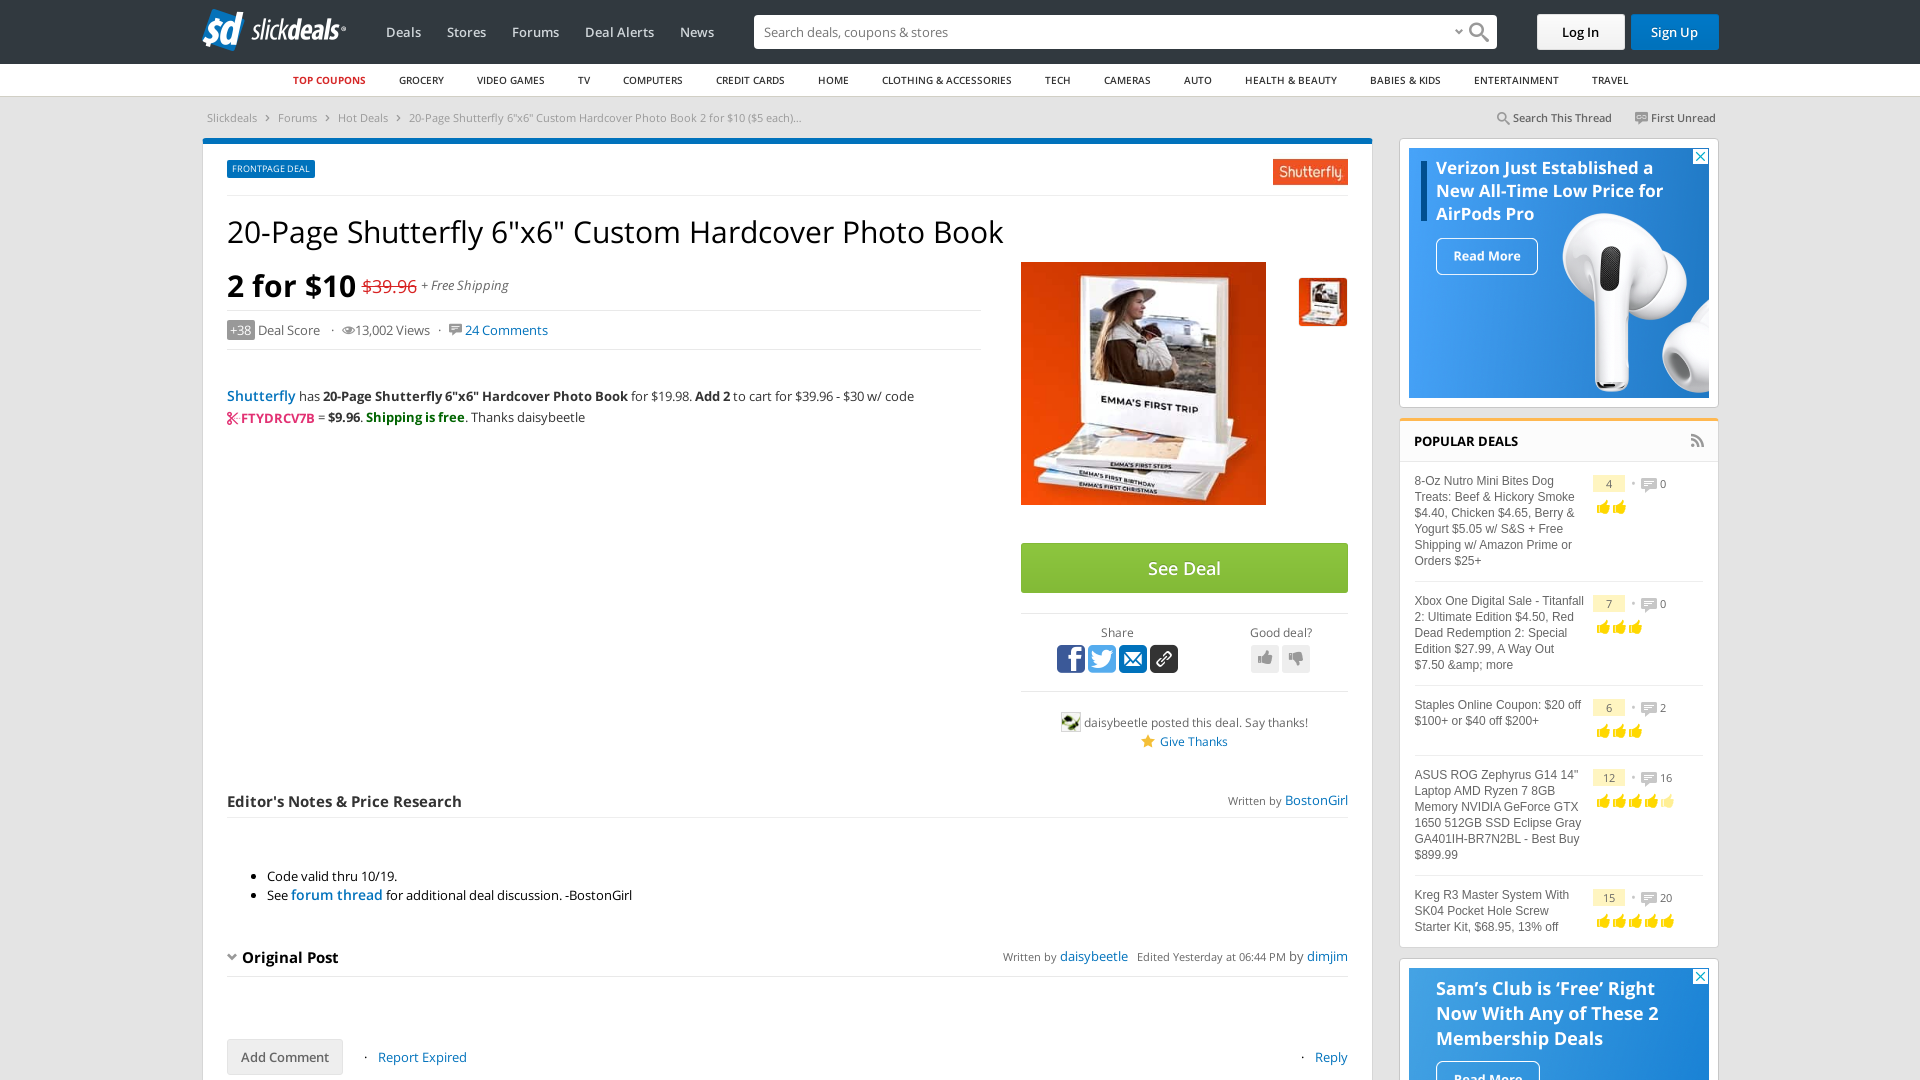 sd slickdeals
Deals
Stores
Forums
Deal Alerts
News
Search deals, coupons & stores
Log In
Sign Up
TOP COUPONS
GROCERY
VIDEO GAMES
TV
COMPUTERS
CREDIT CARDS
HOME
CLOTHING & ACCESSORIES
TECH
CAMERAS
AUTO
HEALTH & BEAUTY
BABIES & KIDS
ENTERTAINMENT
TRAVEL
Slickdeals › Forums › Hot Deals › 20-Page Shutterfly 6"x6" Custom Hardcover Photo Book 2 for $10 ($5 each)...
Search This Thread
First Unread
FRONTPAGE DEAL
Shutterfly
20-Page Shutterfly 6"x6" Custom Hardcover Photo Book
2 for $10 $39.96 + Free Shipping
+38 Deal Score · 13,002 Views · 24 Comments
Shutterfly has 20-Page Shutterfly 6"x6" Hardcover Photo Book for $19.98. Add 2 to cart for $39.96 - $30 w/ code
FTYDRCV7B = $9.96. Shipping is free. Thanks daisybeetle
EMMA'S FIRST TRIP
EMMA'S FIRST STEPS
EMMA'S FIRST BIRTHDAY
EMMA'S FIRST CHRISTMAS
See Deal
Share
Good deal?
daisybeetle posted this deal. Say thanks!
Give Thanks
Editor's Notes & Price Research
Written by BostonGirl
• Code valid thru 10/19.
• See forum thread for additional deal discussion. -BostonGirl
Original Post
Written by daisybeetle Edited Yesterday at 06:44 PM by dimjim
Add Comment
· Report Expired
· Reply
Verizon Just Established a
New All-Time Low Price for
AirPods Pro
Read More
POPULAR DEALS
8-Oz Nutro Mini Bites Dog
Treats: Beef & Hickory Smoke
$4.40, Chicken $4.65, Berry &
Yogurt $5.05 w/ S&S + Free
Shipping w/ Amazon Prime or
Orders $25+
4 • 0
Xbox One Digital Sale - Titanfall
2: Ultimate Edition $4.50, Red
Dead Redemption 2: Special
Edition $27.99, A Way Out
$7.50 &amp; more
7 • 0
Staples Online Coupon: $20 off
$100+ or $40 off $200+
6 • 2
ASUS ROG Zephyrus G14 14"
Laptop AMD Ryzen 7 8GB
Memory NVIDIA GeForce GTX
1650 512GB SSD Eclipse Gray
GA401IH-BR7N2BL - Best Buy
$899.99
12 • 16
Kreg R3 Master System With
SK04 Pocket Hole Screw
Starter Kit, $68.95, 13% off
15 • 20
Sam's Club is 'Free' Right
Now With Any of These 2
Membership Deals
Read More